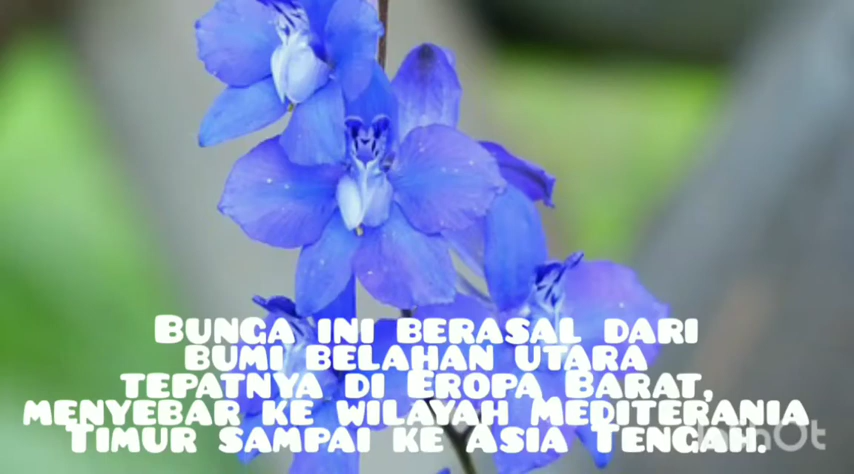 Bunga ini berasal dari
bumi belahan utara
tepatnya di Eropa Barat,
menyebar ke wilayah Mediterania
Timur sampai ke Asia Tengah.